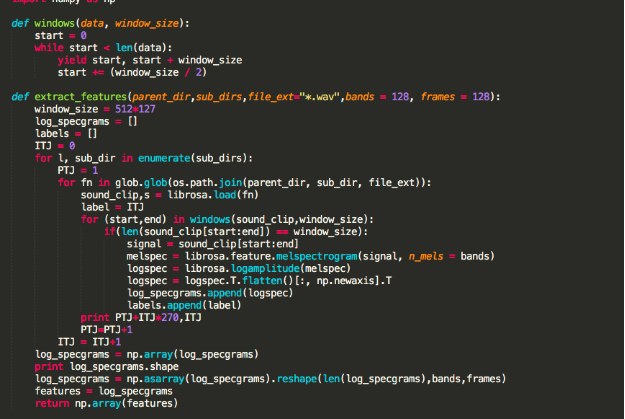 import numpy as np
def windows(data, window_size):
    start = 0
    while start < len(data):
        yield start, start + window_size
        start += (window_size / 2)
def extract_features(parent_dir,sub_dirs,file_ext="*.wav",bands = 128, frames = 128):
    window_size = 512*127
    log_specgrams = []
    labels = []
    ITJ = 0
    for l, sub_dir in enumerate(sub_dirs):
        PTJ = 1
        for fn in glob.glob(os.path.join(parent_dir, sub_dir, file_ext)):
            sound_clip,s = librosa.load(fn)
            label = ITJ
            for (start,end) in windows(sound_clip,window_size):
                if(len(sound_clip[start:end]) == window_size):
                    signal = sound_clip[start:end]
                    melspec = librosa.feature.melspectrogram(signal, n_mels = bands)
                    logspec = librosa.logamplitude(melspec)
                    logspec = logspec.T.flatten()[:, np.newaxis].T
                    log_specgrams.append(logspec)
                    labels.append(label)
            print PTJ+ITJ*270,ITJ
            PTJ=PTJ+1
        ITJ = ITJ+1
    log_specgrams = np.array(log_specgrams)
    print log_specgrams.shape
    log_specgrams = np.asarray(log_specgrams).reshape(len(log_specgrams),bands,frames)
    features = log_specgrams
    return np.array(features)